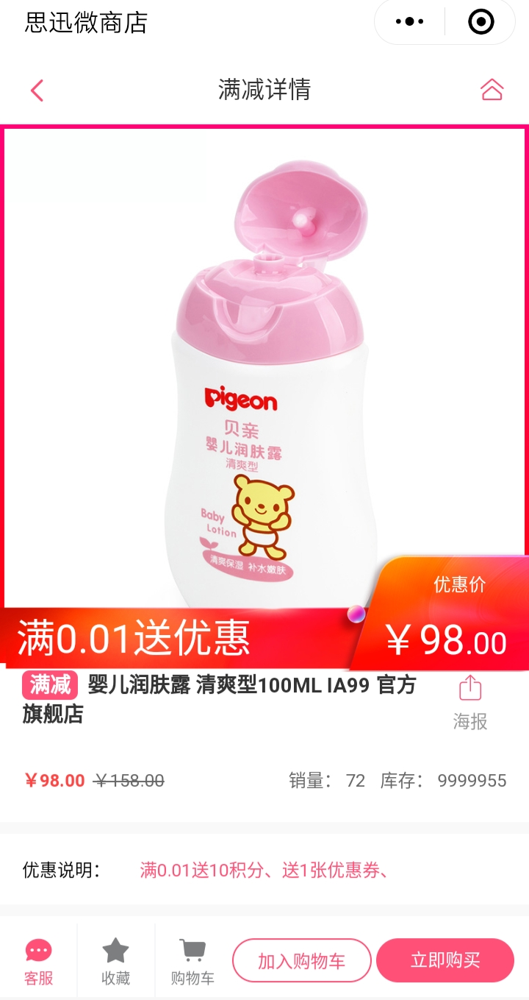 思迅微商店
满减详情
Pigeon
贝亲
婴儿润肤露
清爽型
Baby
Lotion
清爽保湿 补水嫩肤
优惠价
满0.01送优惠
￥98.00
满减 婴儿润肤露 清爽型100ML IA99 官方
旗舰店
海报
￥98.00 ￥158.00 销量： 72 库存： 9999955
优惠说明： 满0.01送10积分、送1张优惠券、
客服 收藏 购物车 加入购物车 立即购买